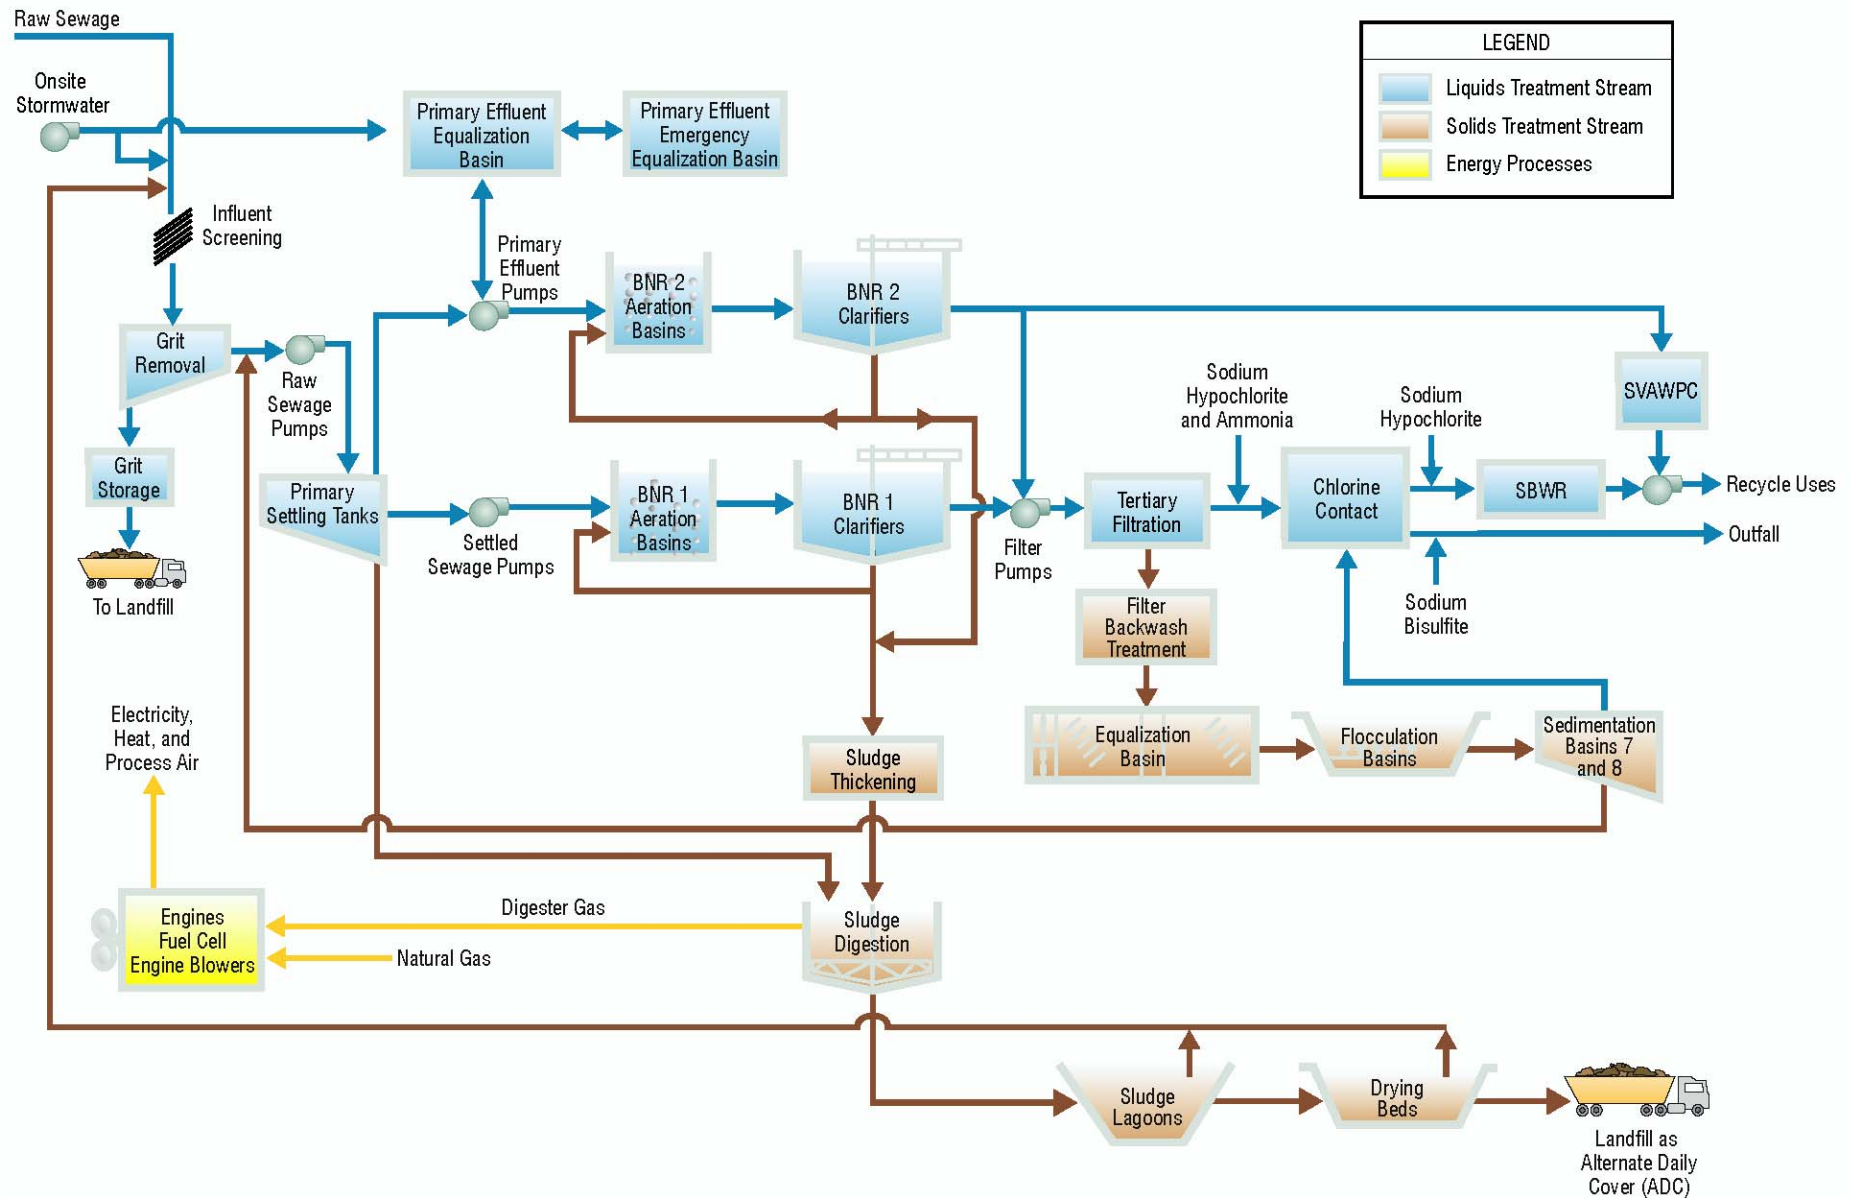 Raw Sewage
Onsite
Stormwater
Primary Effluent
Equalization
Basin
Primary Effluent
Emergency
Equalization Basin
LEGEND
Liquids Treatment Stream
Solids Treatment Stream
Energy Processes
Influent
Screening
Primary
Effluent
Pumps
BNR 2
Aeration
Basins
BNR 2
Clarifiers
Grit
Removal
Raw
Sewage
Pumps
Sodium
Hypochlorite
and Ammonia
Sodium
Hypochlorite
SVAWPC
Grit
Storage
To Landfill
Primary
Settling Tanks
Settled
Sewage Pumps
BNR 1
Aeration
Basins
BNR 1
Clarifiers
Filter
Pumps
Tertiary
Filtration
Chlorine
Contact
SBWR
Recycle Uses
Outfall
Sodium
Bisulfite
Filter
Backwash
Treatment
Equalization
Basin
Flocculation
Basins
Sedimentation
Basins 7
and 8
Electricity,
Heat, and
Process Air
Sludge
Thickening
Engines
Fuel Cell
Engine Blowers
Digester Gas
Natural Gas
Sludge
Digestion
Sludge
Lagoons
Drying
Beds
Landfill as
Alternate Daily
Cover (ADC)